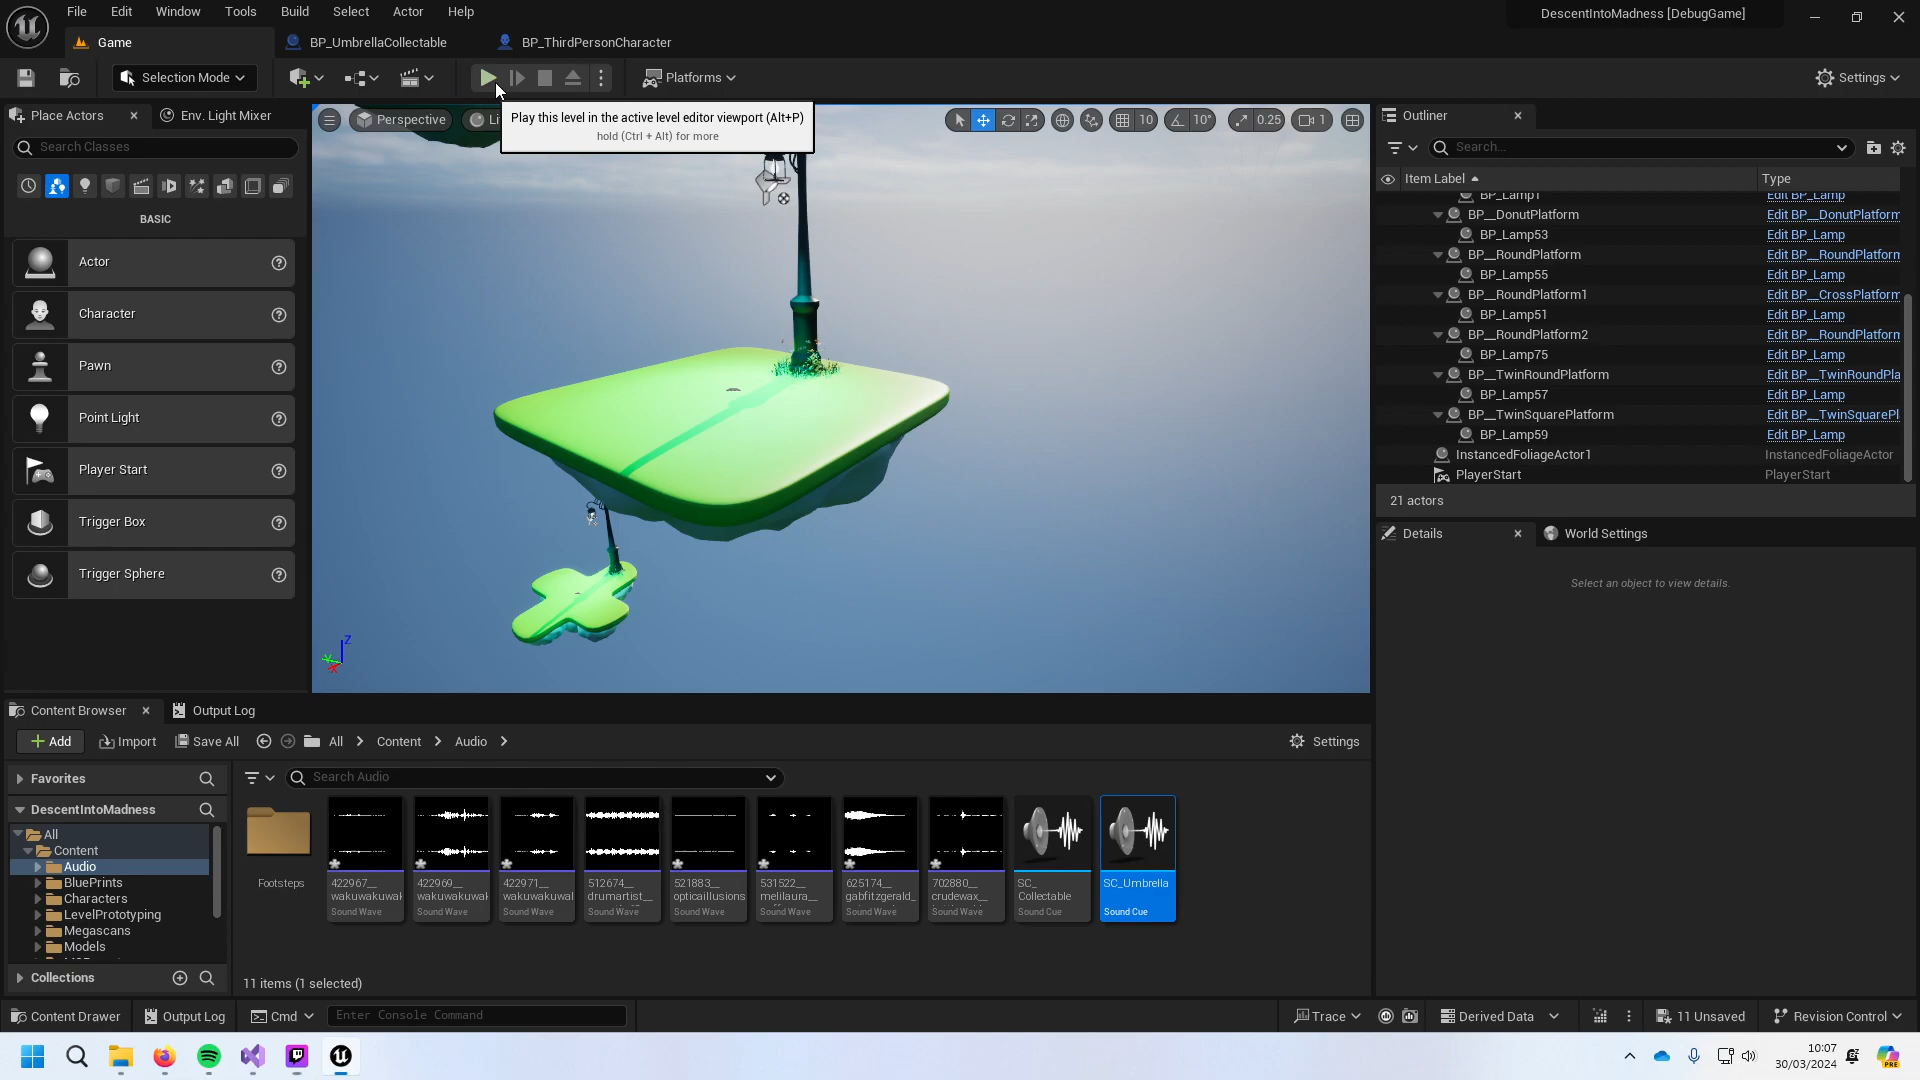 File Edit Window Tools Build Select Actor Help
DescentIntoMadness [DebugGame]
Game
BP_UmbrellaCollectable
BP_ThirdPersonCharacter
Selection Mode
Platforms
Settings
Place Actors
Env. Light Mixer
Search Classes
BASIC
Actor
Character
Pawn
Point Light
Player Start
Trigger Box
Trigger Sphere
Perspective
Play this level in the active level editor viewport (Alt+P)
hold (Ctrl + Alt) for more
10 10° 0.25 1
Z
Outliner
Search...
Item Label Type
BP_Lamp1 Edit BP_Lamp
BP__DonutPlatform Edit BP__DonutPlatform
BP_Lamp53 Edit BP_Lamp
BP__RoundPlatform Edit BP__RoundPlatform
BP_Lamp55 Edit BP_Lamp
BP__RoundPlatform1 Edit BP__CrossPlatform
BP_Lamp51 Edit BP_Lamp
BP__RoundPlatform2 Edit BP__RoundPlatform
BP_Lamp75 Edit BP_Lamp
BP__TwinRoundPlatform Edit BP__TwinRoundPla
BP_Lamp57 Edit BP_Lamp
BP__TwinSquarePlatform Edit BP__TwinSquarePl
BP_Lamp59 Edit BP_Lamp
InstancedFoliageActor1 InstancedFoliageActor
PlayerStart PlayerStart
21 actors
Details
World Settings
Select an object to view details.
Content Browser
Output Log
Add Import Save All All Content Audio Settings
Favorites
Search Audio
DescentIntoMadness
All
Content
Audio
BluePrints
Characters
LevelPrototyping
Megascans
Models
Collections
Footsteps
422967__
wakuwakuwak
Sound Wave
422969__
wakuwakuwak
Sound Wave
422971__
wakuwakuwal
Sound Wave
512674__
drumartist__
Sound Wave
521883__
opticaillusions
Sound Wave
531522__
melilaura__
Sound Wave
625174__
gabfitzgerald_
Sound Wave
702880__
crudewax__
Sound Wave
SC_
Collectable
Sound Cue
SC_Umbrella
Sound Cue
11 items (1 selected)
Content Drawer Output Log Cmd Enter Console Command Trace Derived Data 11 Unsaved Revision Control
10:07
30/03/2024
PRE